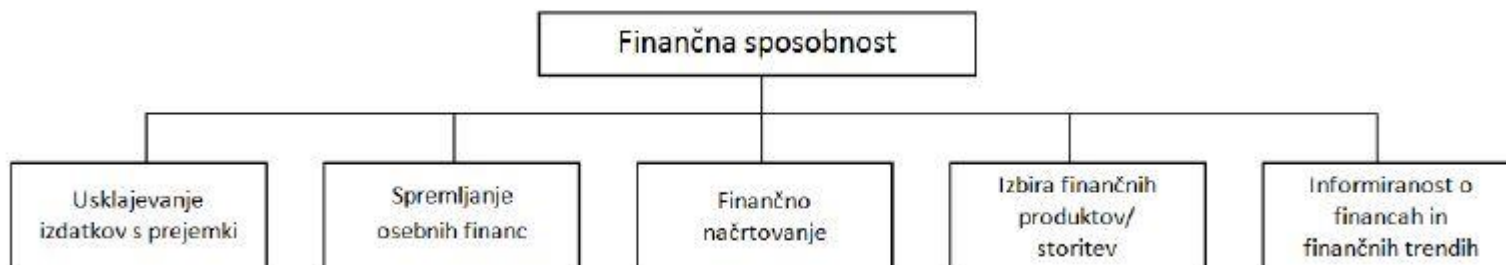 Finančna sposobnost
Usklajevanje
izdatkov s prejemki
Spremljanje
osebnih financ
Finančno
načrtovanje
Izbira finančnih
produktov/
storitev
Informiranost o
financah in
finančnih trendih